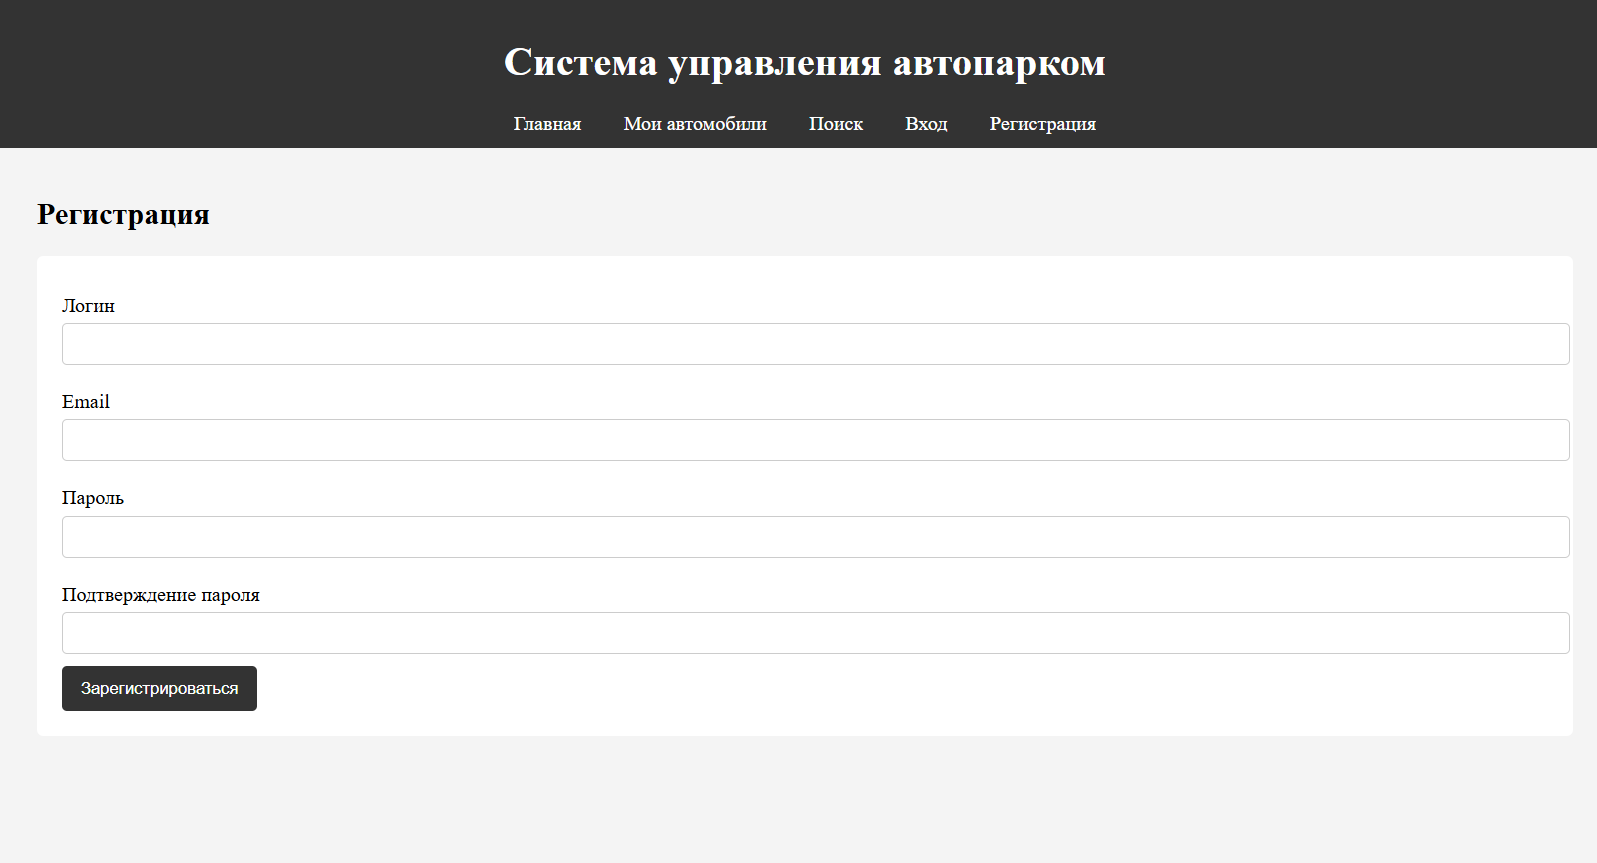 Система управления автопарком
Главная Мои автомобили Поиск Вход Регистрация
Регистрация
Логин
Email
Пароль
Подтверждение пароля
Зарегистрироваться